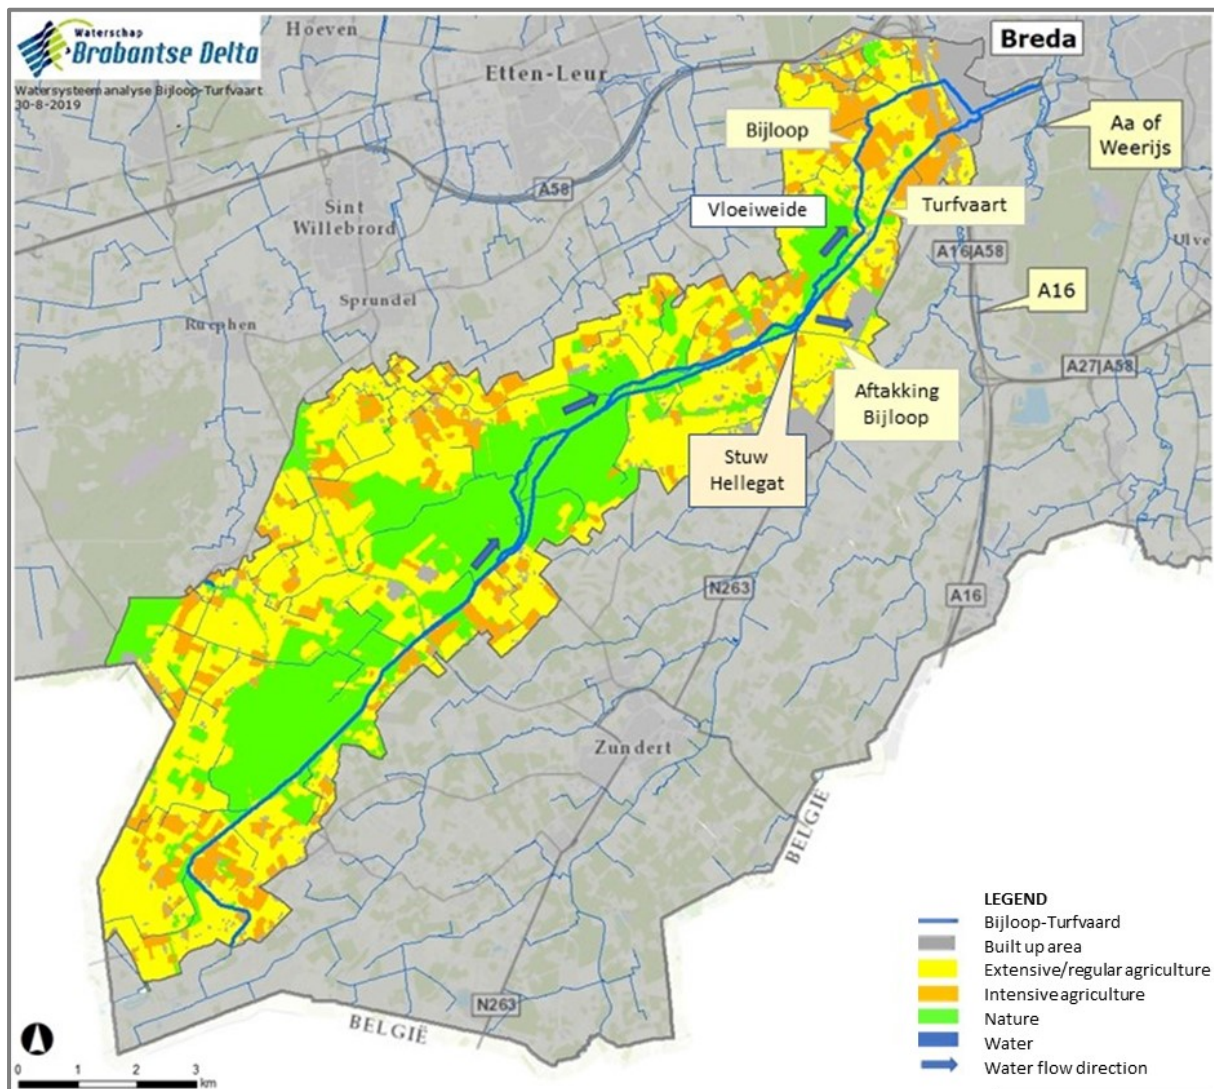 Waterschap
Brabantse Delta
Watersysteemanalyse Bijloop-Turfvaart
30-8-2019
Hoeven
Etten-Leur
Breda
Bijloop
Aa of
Weerijs
A58
Vloeiweide
Turfvaart
Sint
Willebrord
A16|A58
Ulve
Sprundel
A16
Rucphen
A27|A58
Aftakking
Bijloop
Stuw
Hellegat
N263
A16
Zundert
BELGIË
N263
BELGIË
LEGEND
Bijloop-Turfvaard
Built up area
Extensive/regular agriculture
Intensive agriculture
Nature
Water
Water flow direction
0 1 2 3
km